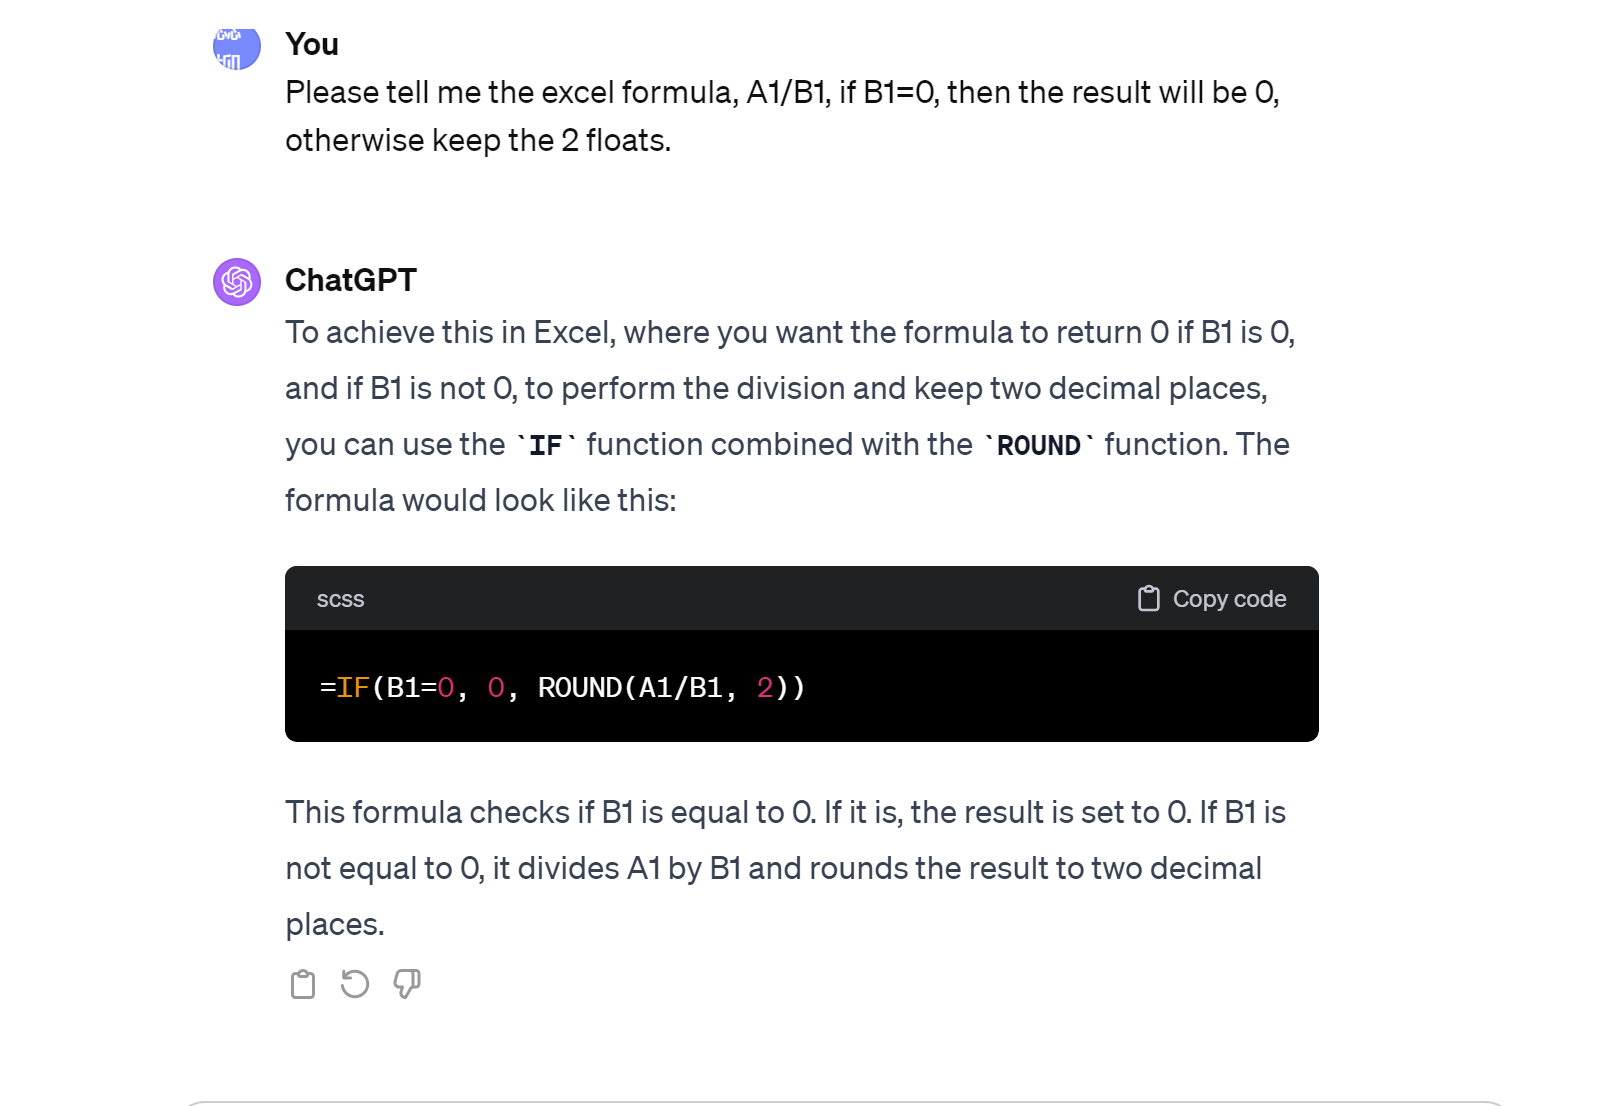 You
Please tell me the excel formula, A1/B1, if B1=0, then the result will be 0,
otherwise keep the 2 floats.
ChatGPT
To achieve this in Excel, where you want the formula to return 0 if B1 is 0,
and if B1 is not 0, to perform the division and keep two decimal places,
you can use the `IF` function combined with the `ROUND` function. The
formula would look like this:
scss
Copy code
=IF(B1=0, 0, ROUND(A1/B1, 2))
This formula checks if B1 is equal to 0. If it is, the result is set to 0. If B1 is
not equal to 0, it divides A1 by B1 and rounds the result to two decimal
places.